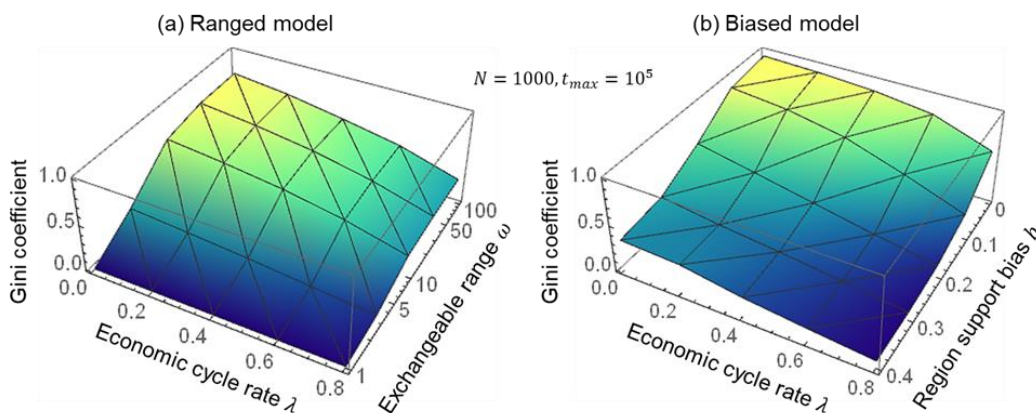 (a) Ranged model
(b) Biased model
N = 1000, t_max = 10^5
Gini coefficient
1.0
0.5
0.0
0.0
0.2
0.4
0.6
0.8
Economic cycle rate λ
1
5
10
50
100
Exchangeable range ω
Gini coefficient
1.0
0.5
0.0
0.0
0.2
0.4
0.6
0.8
Economic cycle rate λ
0.4
0.3
0.2
0.1
0
Region support bias b